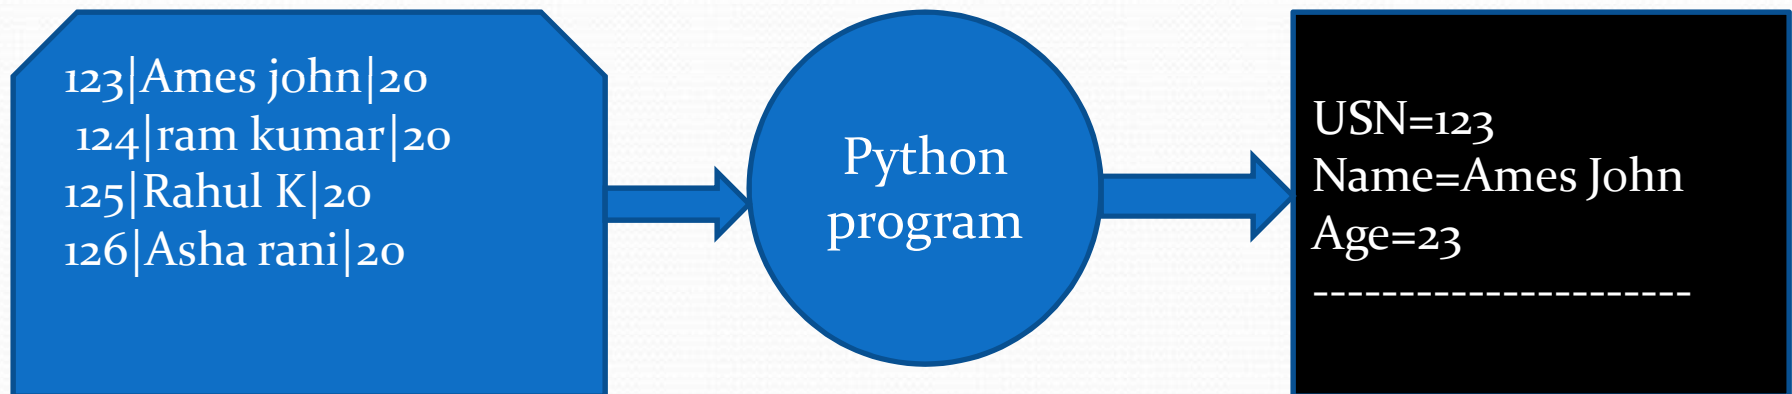 123|Ames john|20
124|ram kumar|20
125|Rahul K|20
126|Asha rani|20
Python
program
USN=123
Name=Ames John
Age=23
----------------------